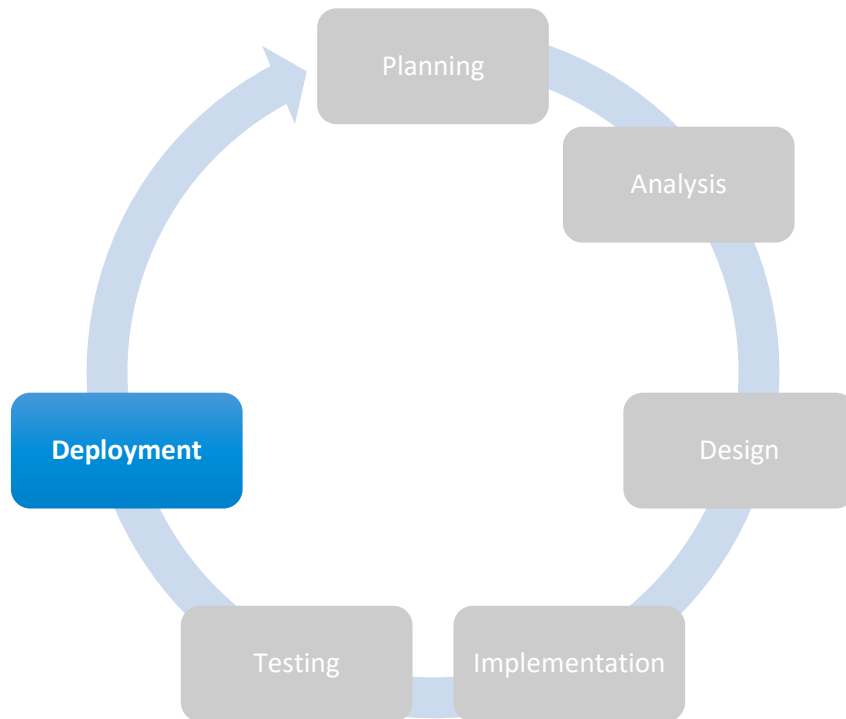 Planning
Analysis
Design
Implementation
Testing
Deployment